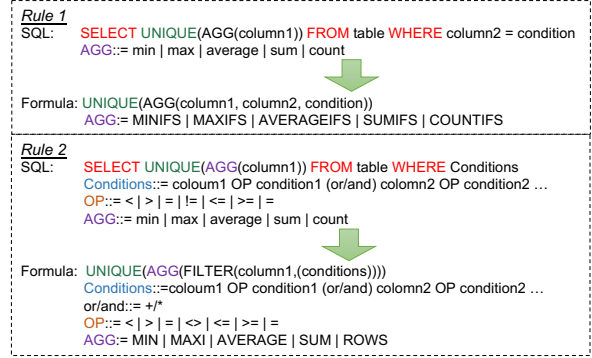 Rule 1
SQL: SELECT UNIQUE(AGG(column1)) FROM table WHERE column2 = condition
AGG::= min | max | average | sum | count
Formula: UNIQUE(AGG(column1, column2, condition))
AGG:= MINIFS | MAXIFS | AVERAGEIFS | SUMIFS | COUNTIFS
Rule 2
SQL: SELECT UNIQUE(AGG(column1)) FROM table WHERE Conditions
Conditions::= coloum1 OP condition1 (or/and) colomn2 OP condition2 …
OP::= < | > | = | != | <= | >= | =
AGG::= min | max | average | sum | count
Formula: UNIQUE(AGG(FILTER(column1,(conditions))))
Conditions::=coloum1 OP condition1 (or/and) colomn2 OP condition2 …
or/and::= +/*
OP::= < | > | = | <> | <= | >= | =
AGG:= MIN | MAXI | AVERAGE | SUM | ROWS